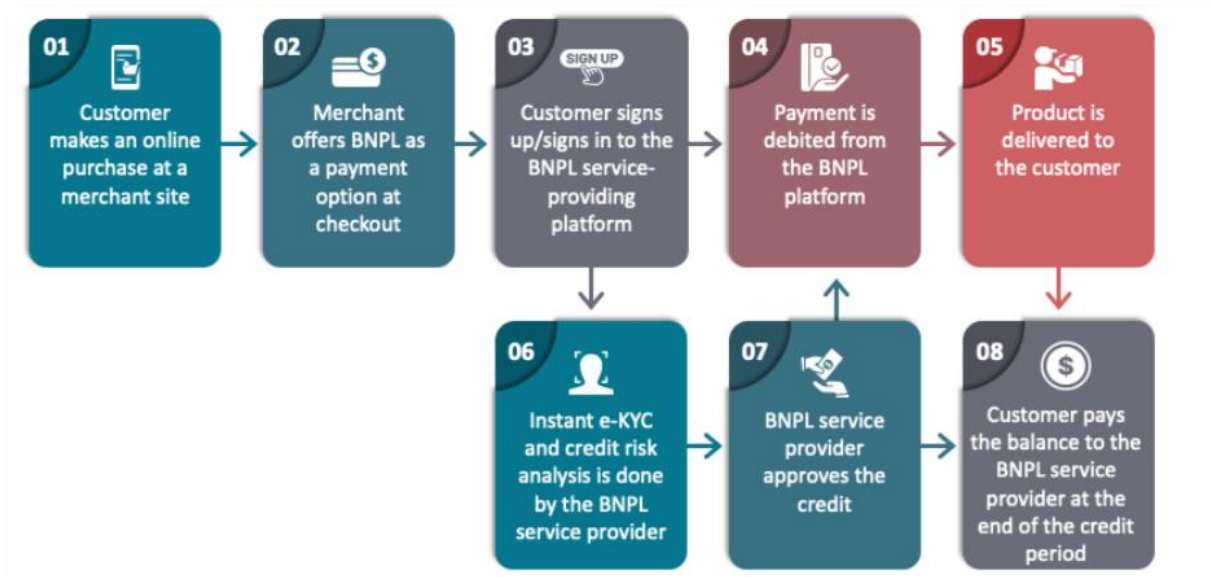 01
Customer
makes an online
purchase at a
merchant site
02
$
Merchant
offers BNPL as
a payment
option at
checkout
03
SIGN UP
Customer signs
up/signs in to the
BNPL service-
providing
platform
04
Payment is
debited from
the BNPL
platform
05
Product is
delivered to
the customer
06
Instant e-KYC
and credit risk
analysis is done
by the BNPL
service provider
07
BNPL service
provider
approves the
credit
08
$
Customer pays
the balance to the
BNPL service
provider at the
end of the credit
period